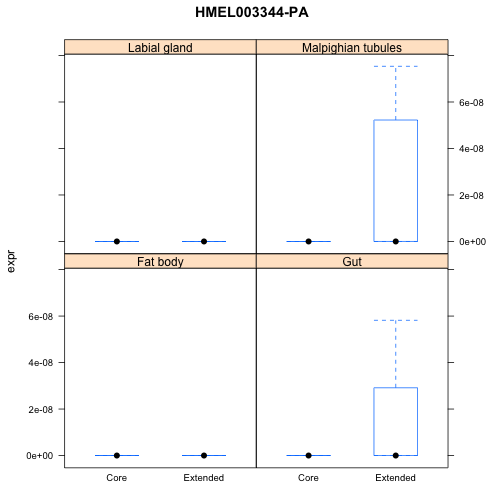 HMEL003344-PA
Labial gland
Malpighian tubules
6e-08
4e-08
2e-08
0e+00
expr
Fat body
Gut
6e-08
4e-08
2e-08
0e+00
Core
Extended
Core
Extended